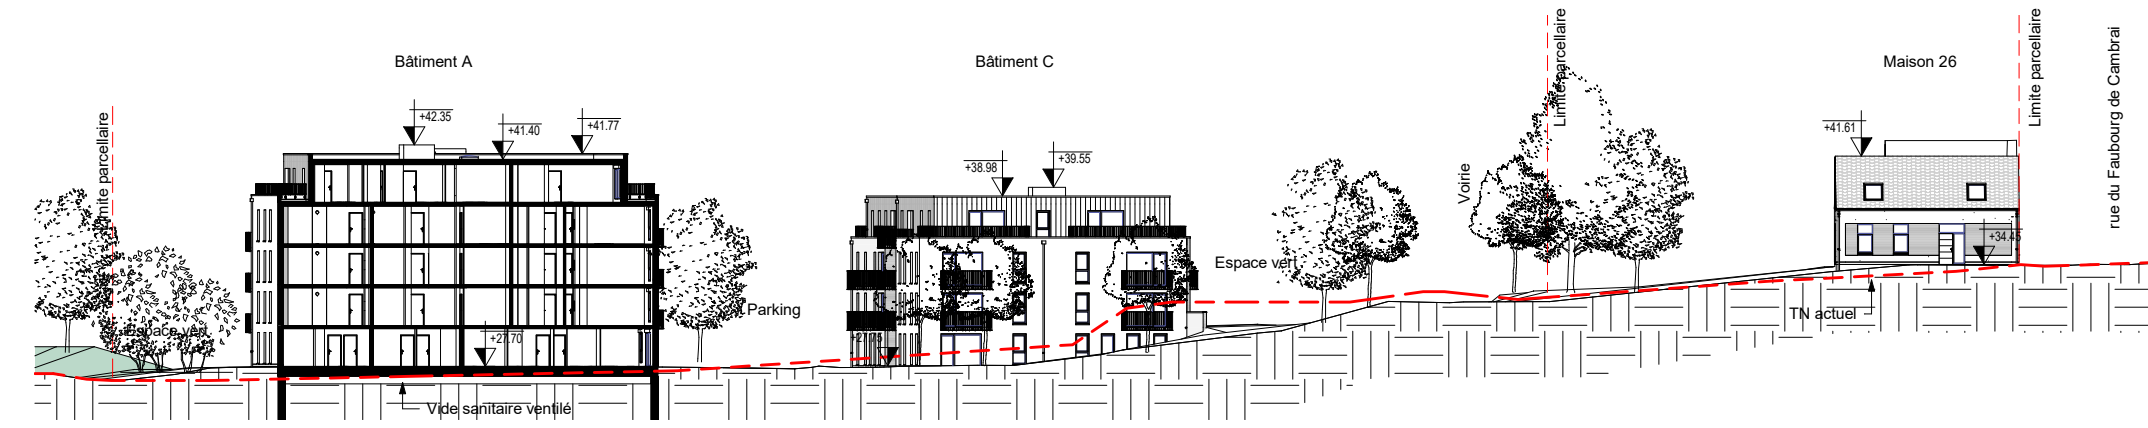 Bâtiment A
Bâtiment C
Maison 26
Limite parcellaire
Limite parcellaire
Limite parcellaire
rue du Faubourg de Cambrai
+42.35
+41.40
+41.77
+38.98
+39.55
+41.61
+34.45
Voirie
Espace vert
Espace vert
Parking
+27.70
+27.75
TN actuel
Vide sanitaire ventilé